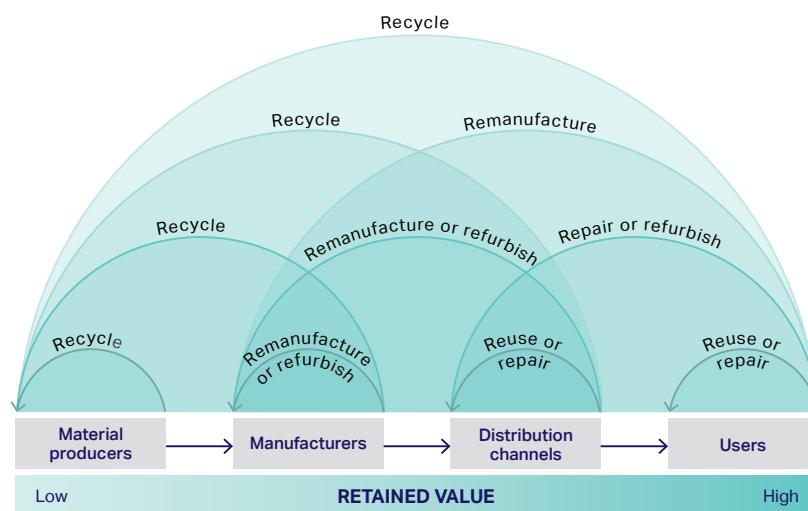 Recycle
Recycle
Remanufacture
Recycle
Remanufacture or refurbish
Repair or refurbish
Recycle
Remanufacture
or refurbish
Reuse or
repair
Reuse or
repair
Material
producers
Manufacturers
Distribution
channels
Users
Low
RETAINED VALUE
High